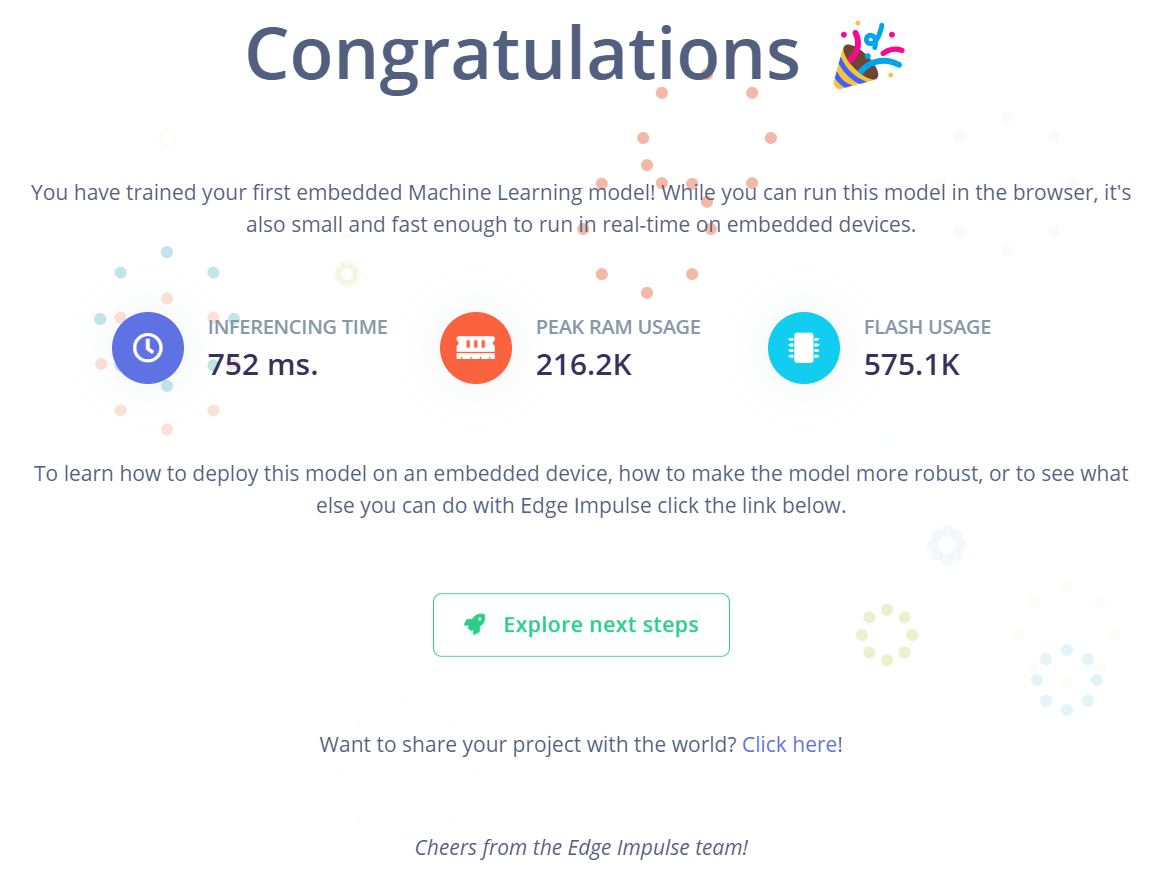 Congratulations
You have trained your first embedded Machine Learning model! While you can run this model in the browser, it's
also small and fast enough to run in real-time on embedded devices.
INFERENCING TIME
752 ms.
PEAK RAM USAGE
216.2K
FLASH USAGE
575.1K
To learn how to deploy this model on an embedded device, how to make the model more robust, or to see what
else you can do with Edge Impulse click the link below.
Explore next steps
Want to share your project with the world? Click here!
Cheers from the Edge Impulse team!